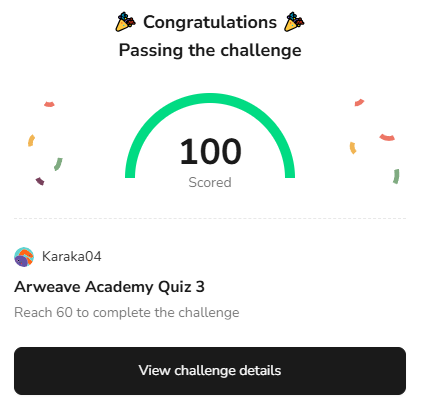 🎉 Congratulations 🎉
Passing the challenge
100
Scored
Karaka04
Arweave Academy Quiz 3
Reach 60 to complete the challenge
View challenge details